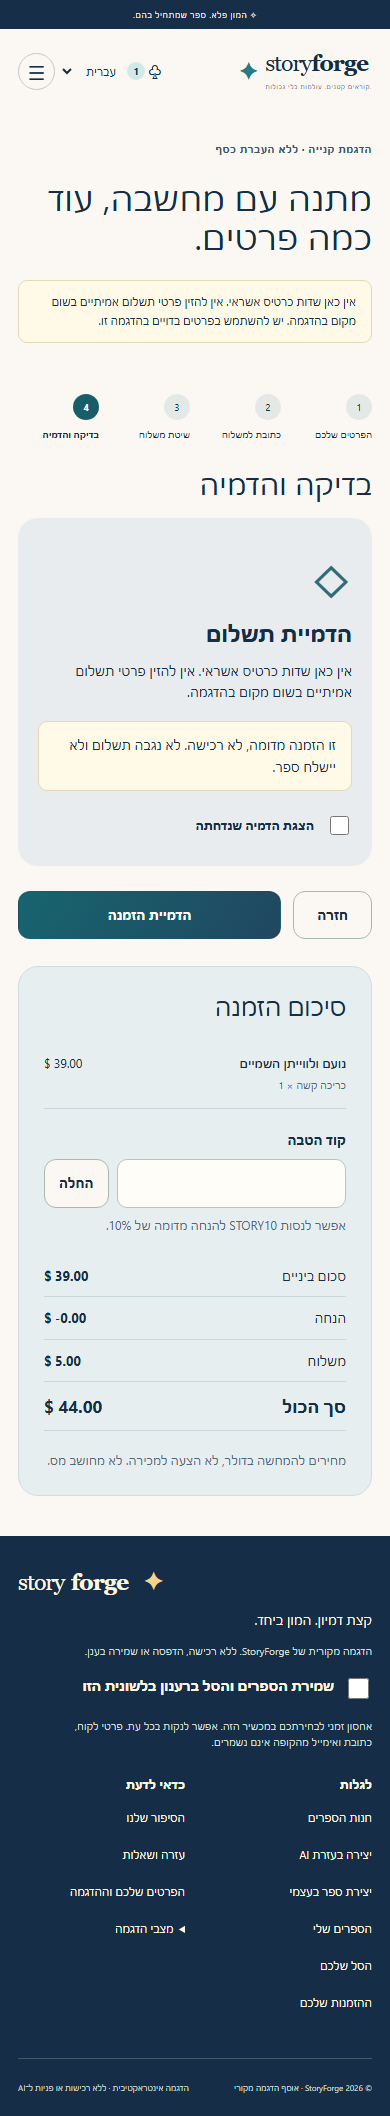 ✧ המון פלא. ספר שמתחיל בהם.
storyforge
קוראים קטנים. עולמות בלי גבולות.
1
עברית
הדגמת קנייה · ללא העברת כסף
מתנה עם מחשבה, עוד
כמה פרטים.
אין כאן שדות כרטיס אשראי. אין להזין פרטי תשלום אמיתיים בשום
מקום בהדגמה. יש להשתמש בפרטים בדויים בהדגמה זו.
1 2 3 4
הפרטים שלכם כתובת למשלוח שיטת משלוח בדיקה והדמיה
בדיקה והדמיה
הדמיית תשלום
אין כאן שדות כרטיס אשראי. אין להזין פרטי תשלום
אמיתיים בשום מקום בהדגמה.
זו הזמנה מדומה, לא רכישה. לא נגבה תשלום ולא
יישלח ספר.
הצגת הדמיה שנדחתה
חזרה
הדמיית הזמנה
סיכום הזמנה
נועם ולווייתן השמיים 39.00 $
כריכה קשה × 1
קוד הטבה
החלה
אפשר לנסות STORY10 להנחה מדומה של 10%.
סכום ביניים 39.00 $
הנחה -0.00 $
משלוח 5.00 $
סך הכול 44.00 $
מחירים להמחשה בדולר, לא הצעה למכירה. לא מחושב מס.
story forge
קצת דמיון. המון ביחד.
הדגמה מקורית של StoryForge. ללא רכישה, הדפסה או שמירה בענן.
שמירת הספרים והסל ברענון בלשונית הזו
אחסון זמני לבחירתכם במכשיר הזה. אפשר לנקות בכל עת. פרטי לקוח,
כתובת ואימייל מהקופה אינם נשמרים.
לגלות
חנות הספרים
יצירה בעזרת AI
יצירת ספר בעצמי
הספרים שלי
הסל שלכם
ההזמנות שלכם
כדאי לדעת
הסיפור שלנו
עזרה ושאלות
הפרטים שלכם וההדגמה
מצבי הדגמה
© 2026 StoryForge · אוסף הדגמה מקורי
הדגמה אינטראקטיבית · ללא רכישות או פניות ל־AI